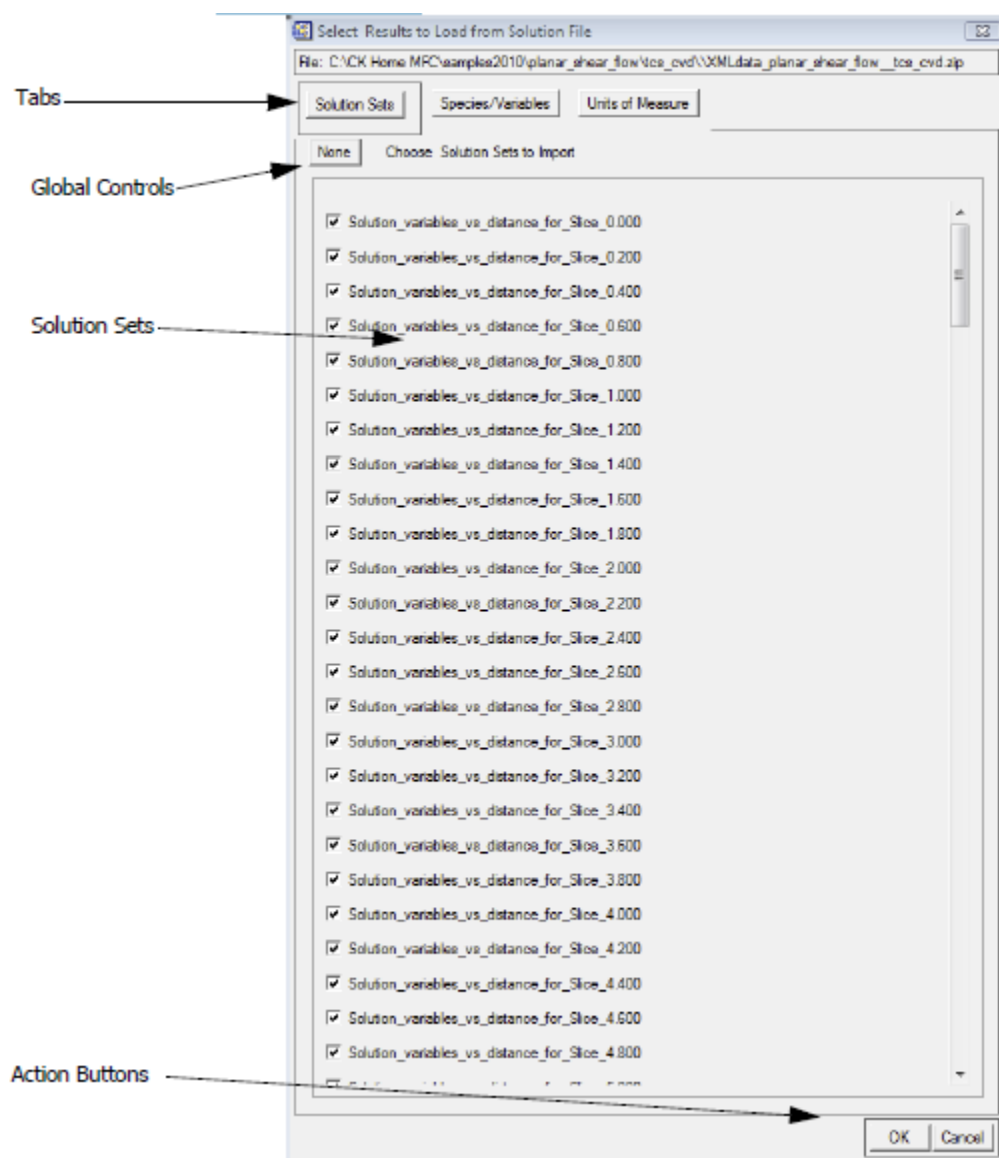 Select Results to Load from Solution File
File: C:\CK Home MFC\samples2010\planar_shear_flow\tcs_cvd\\XMLdata_planar_shear_flow__tcs_cvd.zip
Tabs
Solution Sets
Species/Variables
Units of Measure
None
Choose Solution Sets to Import
Global Controls
Solution_variables_vs_distance_for_Slice_0.000
Solution_variables_vs_distance_for_Slice_0.200
Solution_variables_vs_distance_for_Slice_0.400
Solution Sets
Solution_variables_vs_distance_for_Slice_0.600
Solution_variables_vs_distance_for_Slice_0.800
Solution_variables_vs_distance_for_Slice_1.000
Solution_variables_vs_distance_for_Slice_1.200
Solution_variables_vs_distance_for_Slice_1.400
Solution_variables_vs_distance_for_Slice_1.600
Solution_variables_vs_distance_for_Slice_1.800
Solution_variables_vs_distance_for_Slice_2.000
Solution_variables_vs_distance_for_Slice_2.200
Solution_variables_vs_distance_for_Slice_2.400
Solution_variables_vs_distance_for_Slice_2.600
Solution_variables_vs_distance_for_Slice_2.800
Solution_variables_vs_distance_for_Slice_3.000
Solution_variables_vs_distance_for_Slice_3.200
Solution_variables_vs_distance_for_Slice_3.400
Solution_variables_vs_distance_for_Slice_3.600
Solution_variables_vs_distance_for_Slice_3.800
Solution_variables_vs_distance_for_Slice_4.000
Solution_variables_vs_distance_for_Slice_4.200
Solution_variables_vs_distance_for_Slice_4.400
Solution_variables_vs_distance_for_Slice_4.600
Solution_variables_vs_distance_for_Slice_4.800
Action Buttons
OK
Cancel